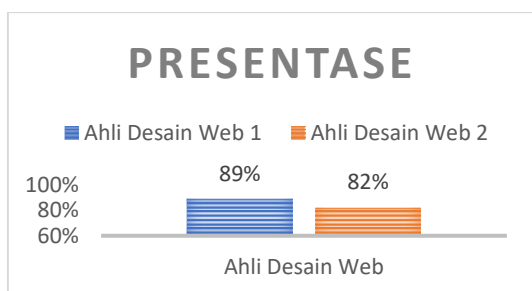 PRESENTASE
Ahli Desain Web 1 Ahli Desain Web 2
89% 82%
100%
80%
60%
Ahli Desain Web